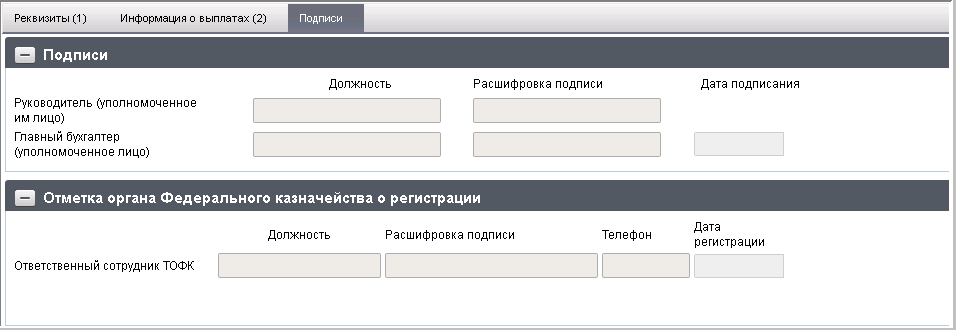 Реквизиты (1) Информация о выплатах (2) Подписи
Подписи
Должность Расшифровка подписи Дата подписания
Руководитель (уполномоченное
им лицо)
Главный бухгалтер
(уполномоченное лицо)
Отметка органа Федерального казначейства о регистрации
Должность Расшифровка подписи Телефон Дата
регистрации
Ответственный сотрудник ТОФК